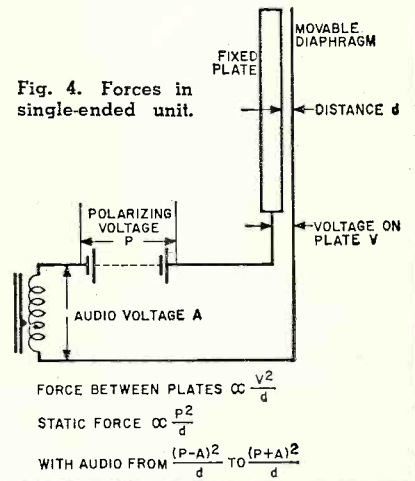 MOVABLE
DIAPHRAGM
FIXED
PLATE
Fig. 4. Forces in
single-ended unit.
DISTANCE d
POLARIZING
VOLTAGE
P
VOLTAGE ON
PLATE V
AUDIO VOLTAGE A
FORCE BETWEEN PLATES ∝ V²/d
STATIC FORCE ∝ P²/d
WITH AUDIO FROM (P-A)²/d TO (P+A)²/d